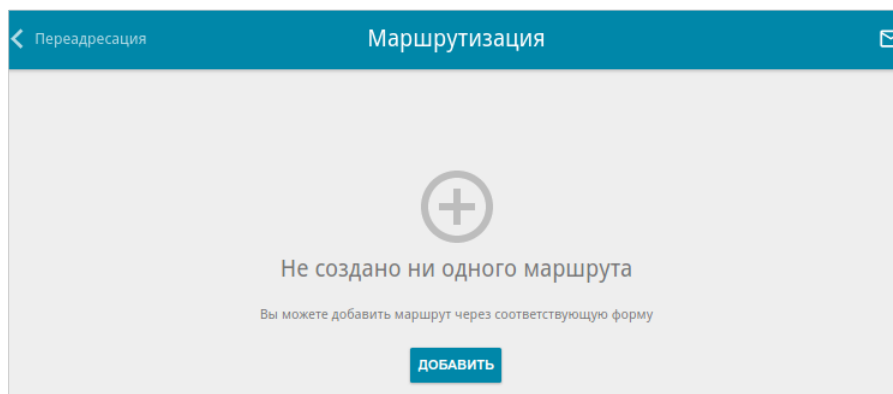 Переадресация
Маршрутизация
Не создано ни одного маршрута
Вы можете добавить маршрут через соответствующую форму
ДОБАВИТЬ